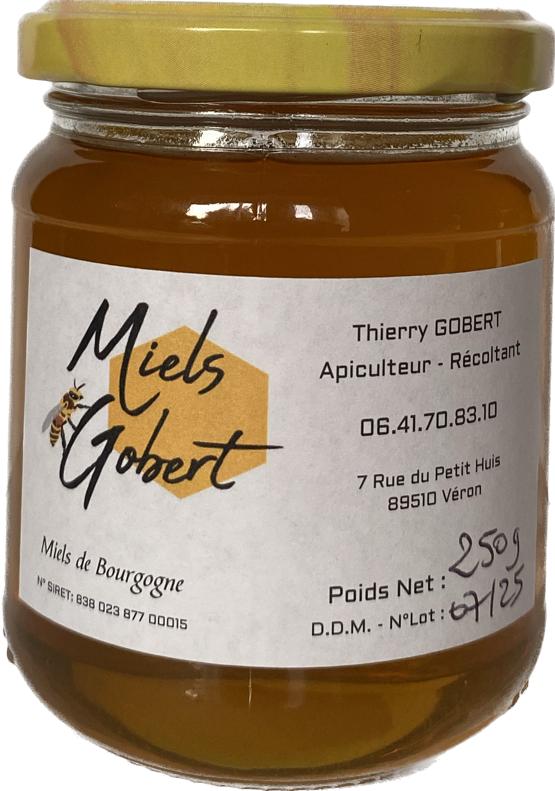 Miels
Gobert
Miels de Bourgogne
N° SIRET: 838 023 877 00015
Thierry GOBERT
Apiculteur - Récoltant
06.41.70.83.10
7 Rue du Petit Huis
89510 Véron
Poids Net : 250g
D.D.M. - N°Lot : 07/25